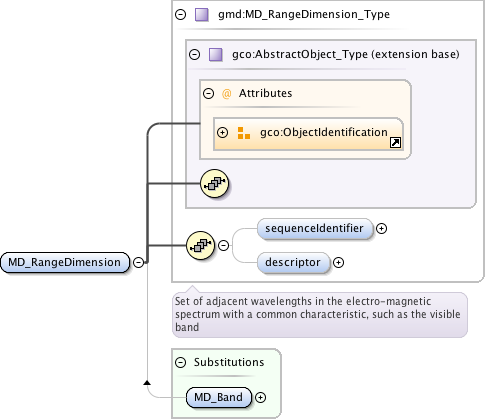 gmd:MD_RangeDimension_Type
gco:AbstractObject_Type (extension base)
@ Attributes
gco:ObjectIdentification
sequenceIdentifier
MD_RangeDimension
descriptor
Set of adjacent wavelengths in the electro-magnetic
spectrum with a common characteristic, such as the visible
band
Substitutions
MD_Band